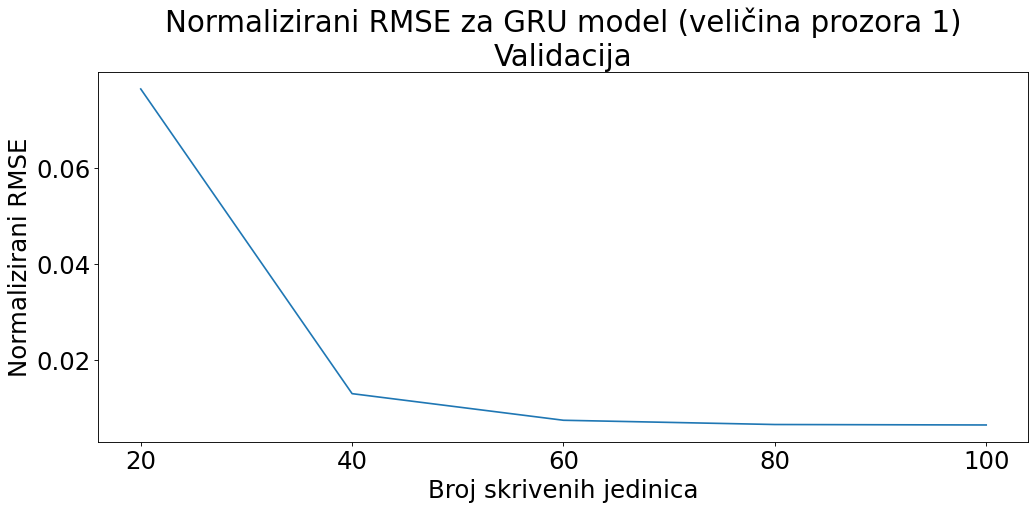 Normalizirani RMSE za GRU model (veličina prozora 1)
Validacija
Normalizirani RMSE
0.06
0.04
0.02
20 40 60 80 100
Broj skrivenih jedinica